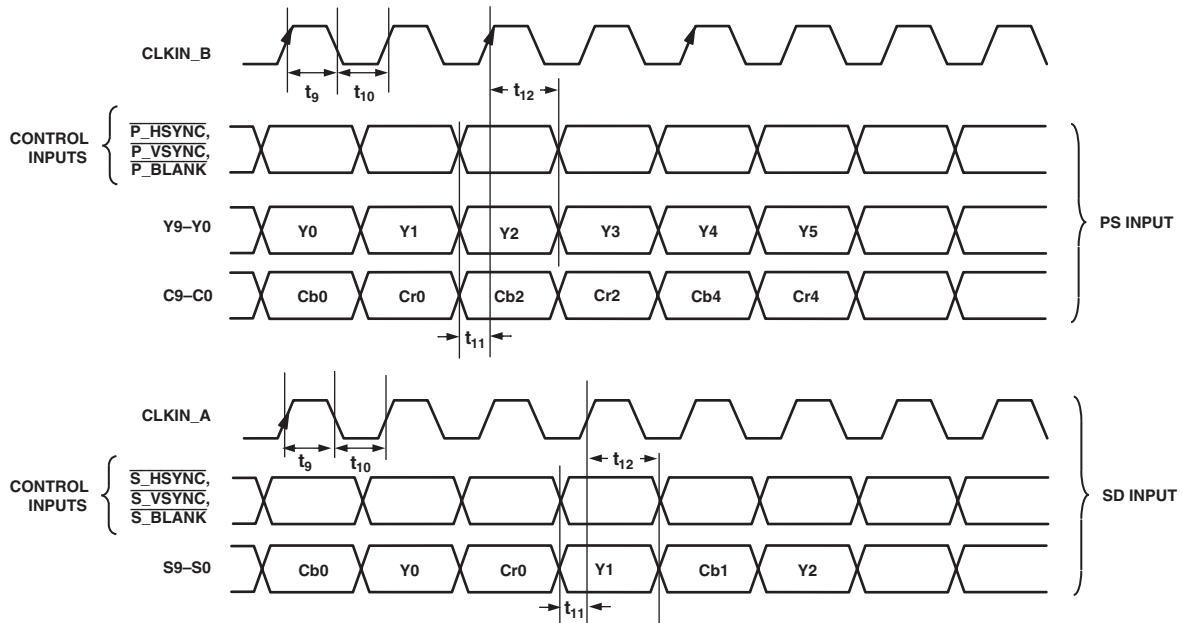 CLKIN_B
t9 t10 t12
CONTROL INPUTS
P_HSYNC,
P_VSYNC,
P_BLANK
Y9–Y0 Y0 Y1 Y2 Y3 Y4 Y5
PS INPUT
C9–C0 Cb0 Cr0 Cb2 Cr2 Cb4 Cr4
t11
CLKIN_A
t9 t10 t12
CONTROL INPUTS
S_HSYNC,
S_VSYNC,
S_BLANK
SD INPUT
S9–S0 Cb0 Y0 Cr0 Y1 Cb1 Y2
t11